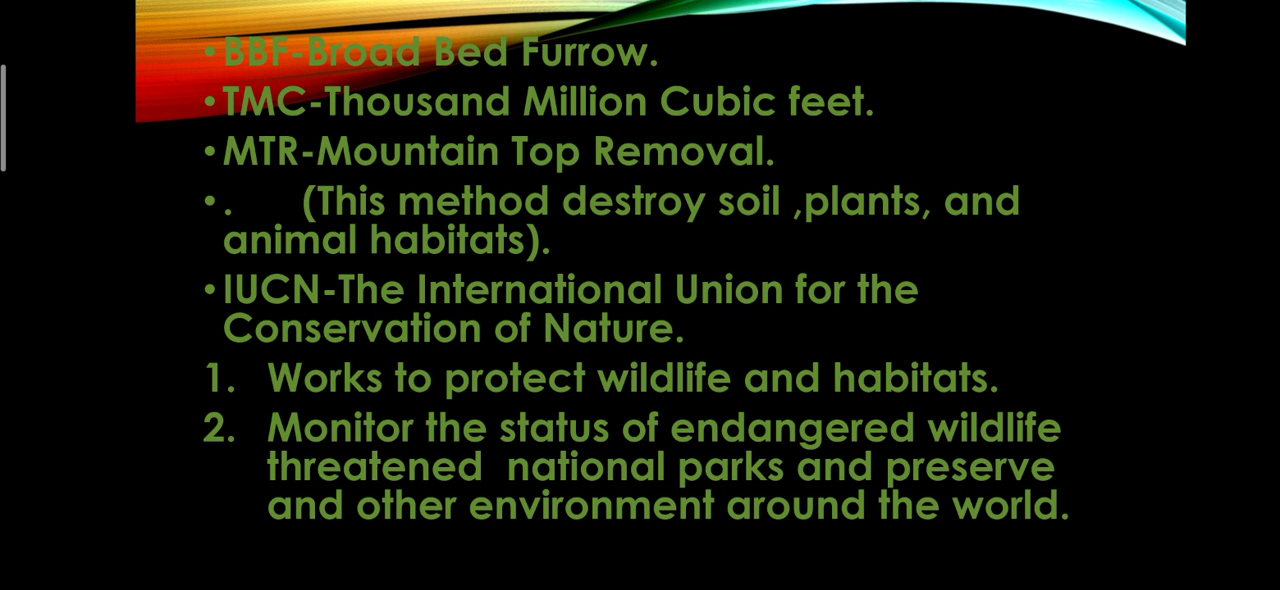 •BBF-Broad Bed Furrow.
•TMC-Thousand Million Cubic feet.
•MTR-Mountain Top Removal.
•. (This method destroy soil ,plants, and
animal habitats).
•IUCN-The International Union for the
Conservation of Nature.
1. Works to protect wildlife and habitats.
2. Monitor the status of endangered wildlife
threatened national parks and preserve
and other environment around the world.